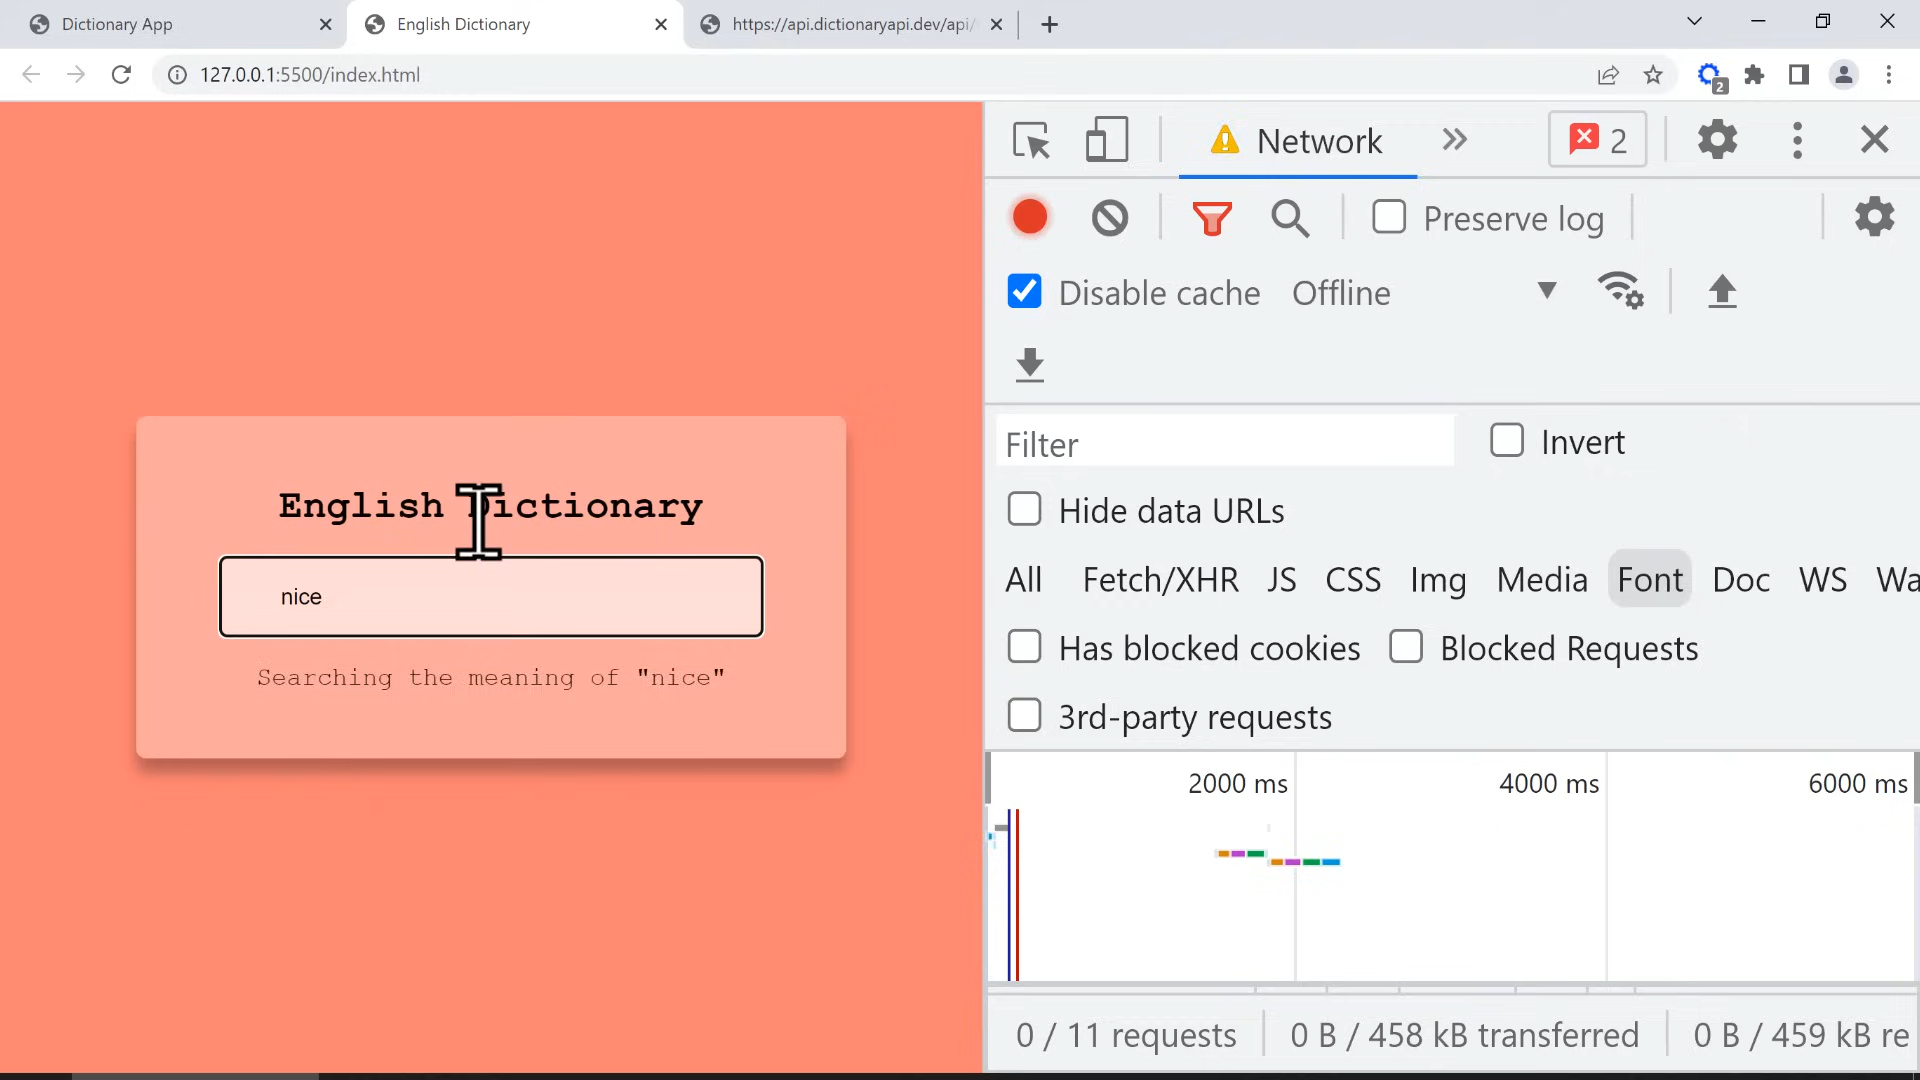 Dictionary App
English Dictionary
https://api.dictionaryapi.dev/api/
127.0.0.1:5500/index.html
2
English Dictionary
nice
Searching the meaning of "nice"
Network
2
Preserve log
Disable cache
Offline
Filter
Invert
Hide data URLs
All Fetch/XHR JS CSS Img Media Font Doc WS Wa
Has blocked cookies
Blocked Requests
3rd-party requests
2000 ms
4000 ms
6000 ms
0 / 11 requests
0 B / 458 kB transferred
0 B / 459 kB re